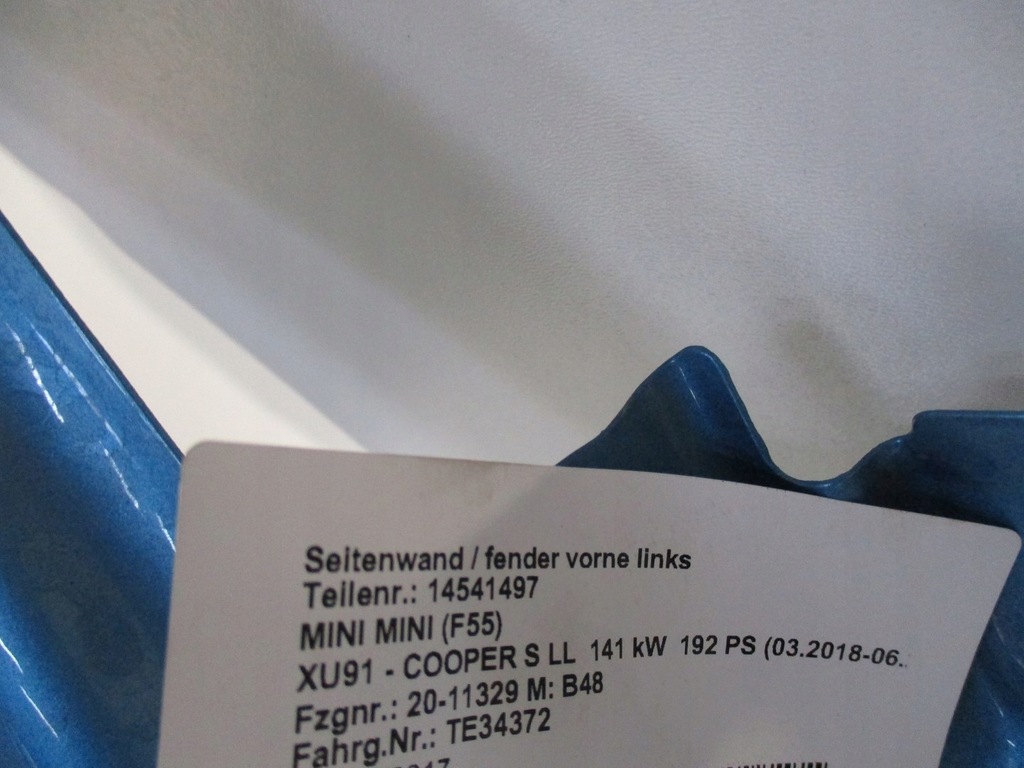 Seitenwand / fender vorne links
Teilenr.: 14541497
MINI MINI (F55)
XU91 - COOPER S LL 141 kW 192 PS (03.2018-06.
Fzgnr.: 20-11329 M: B48
Fahrg.Nr.: TE34372